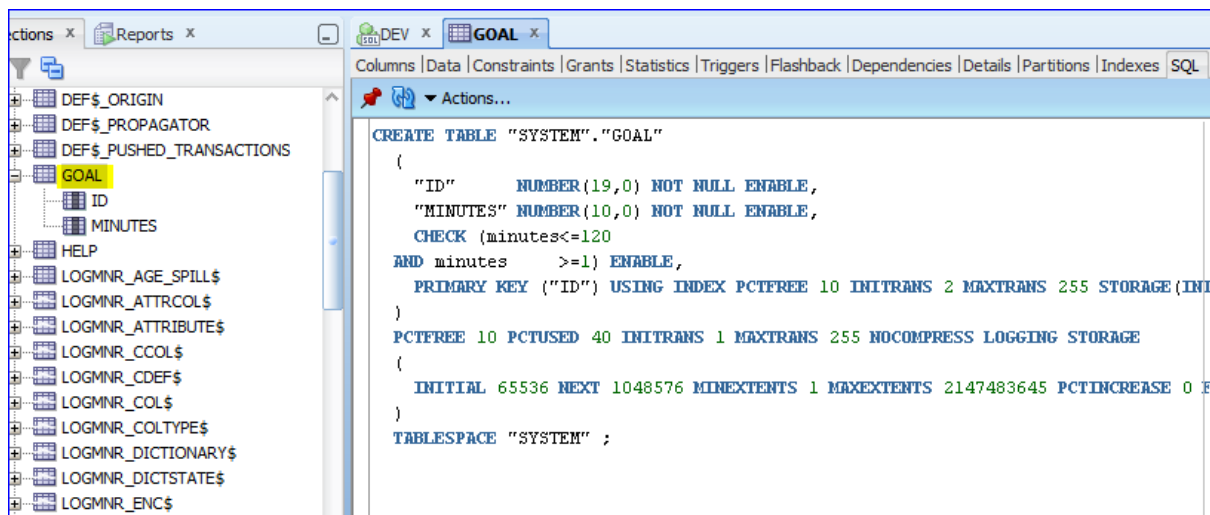 ctions x Reports x
DEF$_ORIGIN
DEF$_PROPAGATOR
DEF$_PUSHED_TRANSACTIONS
GOAL
ID
MINUTES
HELP
LOGMNR_AGE_SPILL$
LOGMNR_ATTRCOL$
LOGMNR_ATTRIBUTE$
LOGMNR_CCOL$
LOGMNR_CDEF$
LOGMNR_COL$
LOGMNR_COLTYPE$
LOGMNR_DICTIONARY$
LOGMNR_DICTSTATE$
LOGMNR_ENC$
SQL DEV x GOAL x
Columns |Data |Constraints |Grants |Statistics |Triggers |Flashback |Dependencies |Details |Partitions |Indexes SQL
Actions...
CREATE TABLE "SYSTEM"."GOAL"
(
"ID" NUMBER(19,0) NOT NULL ENABLE,
"MINUTES" NUMBER(10,0) NOT NULL ENABLE,
CHECK (minutes<=120
AND minutes >=1) ENABLE,
PRIMARY KEY ("ID") USING INDEX PCTFREE 10 INITRANS 2 MAXTRANS 255 STORAGE(INI
)
PCTFREE 10 PCTUSED 40 INITRANS 1 MAXTRANS 255 NOCOMPRESS LOGGING STORAGE
(
INITIAL 65536 NEXT 1048576 MINEXTENTS 1 MAXEXTENTS 2147483645 PCTINCREASE 0 F
)
TABLESPACE "SYSTEM" ;